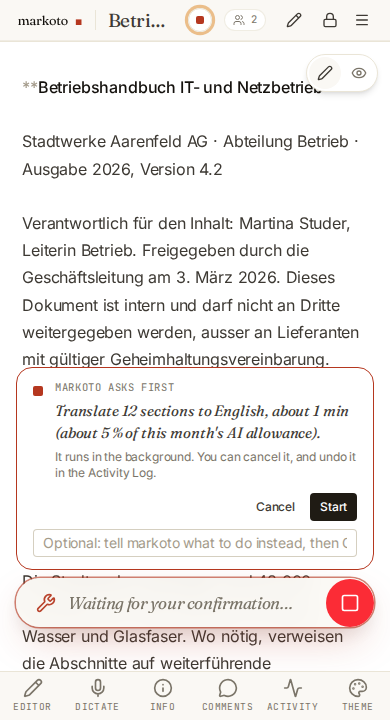 markoto
Betri...
2
**Betriebshandbuch IT- und Netzbetrieb
Stadtwerke Aarenfeld AG · Abteilung Betrieb ·
Ausgabe 2026, Version 4.2
Verantwortlich für den Inhalt: Martina Studer,
Leiterin Betrieb. Freigegeben durch die
Geschäftsleitung am 3. März 2026. Dieses
Dokument ist intern und darf nicht an Dritte
weitergegeben werden, ausser an Lieferanten
mit gültiger Geheimhaltungsvereinbarung.
MARKOTO ASKS FIRST
Translate 12 sections to English, about 1 min
(about 5 % of this month's AI allowance).
It runs in the background. You can cancel it, and undo it
in the Activity Log.
Cancel
Start
Optional: tell markoto what to do instead, then
Waiting for your confirmation...
Wasser und Glasfaser. Wo nötig, verweisen
die Abschnitte auf weiterführende
EDITOR
DICTATE
INFO
COMMENTS
ACTIVITY
THEME